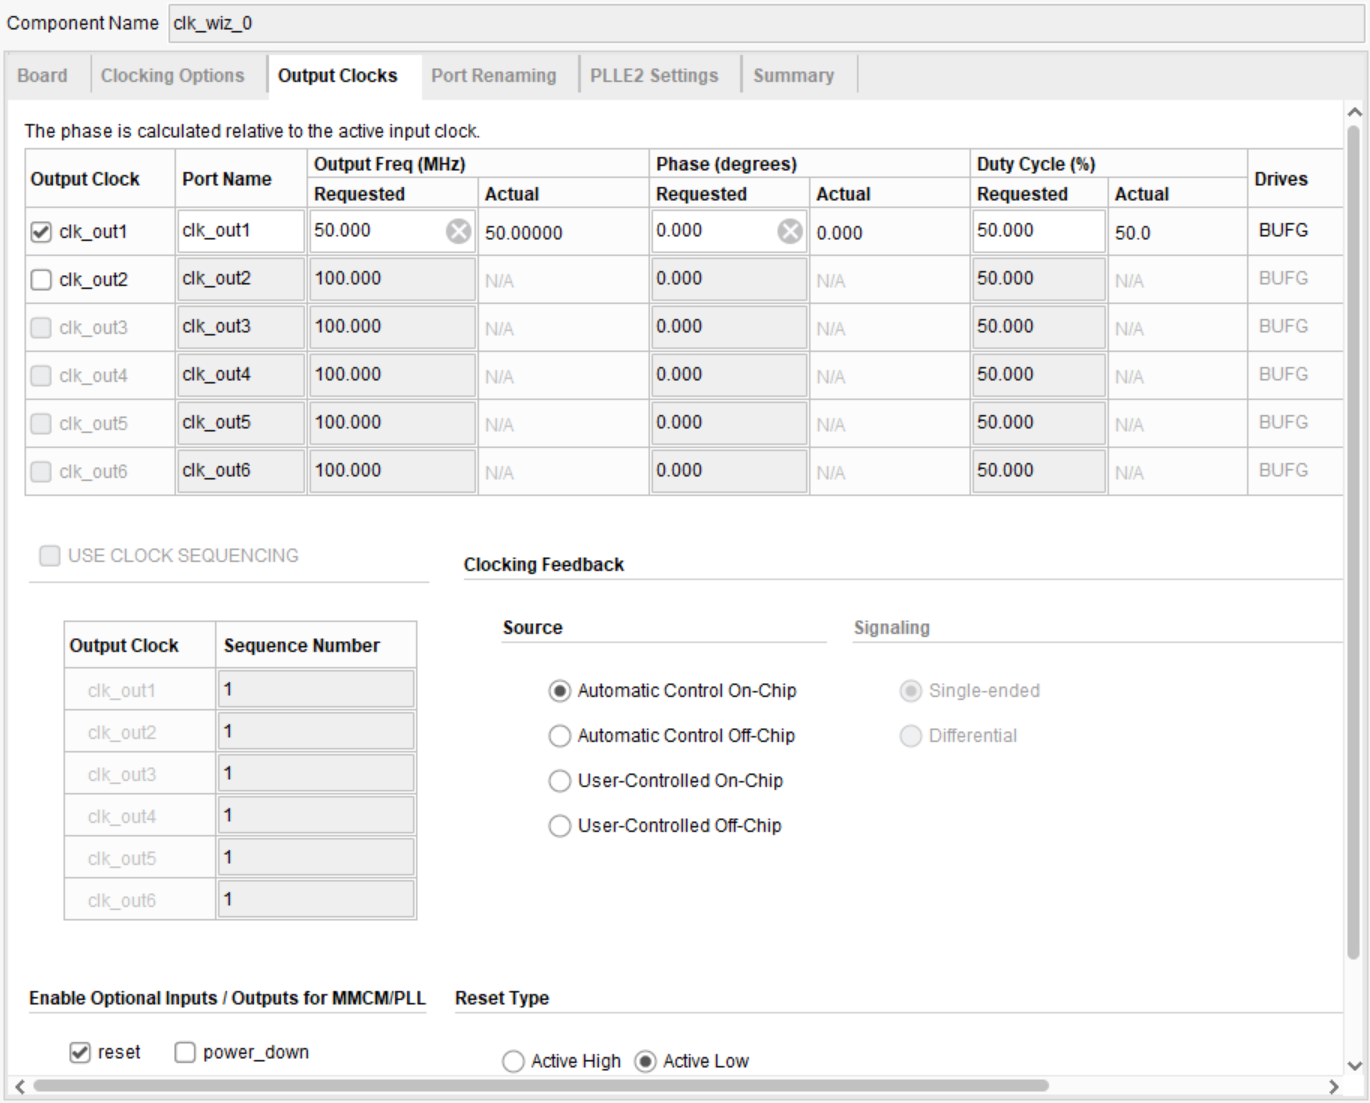 Component Name clk_wiz_0
Board Clocking Options Output Clocks Port Renaming PLLE2 Settings Summary
The phase is calculated relative to the active input clock.
Output Clock Port Name Output Freq (MHz) Phase (degrees) Duty Cycle (%) Drives
Requested Actual Requested Actual Requested Actual
clk_out1 clk_out1 50.000 50.00000 0.000 0.000 50.000 50.0 BUFG
clk_out2 clk_out2 100.000 N/A 0.000 N/A 50.000 N/A BUFG
clk_out3 clk_out3 100.000 N/A 0.000 N/A 50.000 N/A BUFG
clk_out4 clk_out4 100.000 N/A 0.000 N/A 50.000 N/A BUFG
clk_out5 clk_out5 100.000 N/A 0.000 N/A 50.000 N/A BUFG
clk_out6 clk_out6 100.000 N/A 0.000 N/A 50.000 N/A BUFG
USE CLOCK SEQUENCING
Output Clock Sequence Number
clk_out1 1
clk_out2 1
clk_out3 1
clk_out4 1
clk_out5 1
clk_out6 1
Clocking Feedback
Source
Automatic Control On-Chip
Automatic Control Off-Chip
User-Controlled On-Chip
User-Controlled Off-Chip
Signaling
Single-ended
Differential
Enable Optional Inputs / Outputs for MMCM/PLL
reset power_down
Reset Type
Active High Active Low